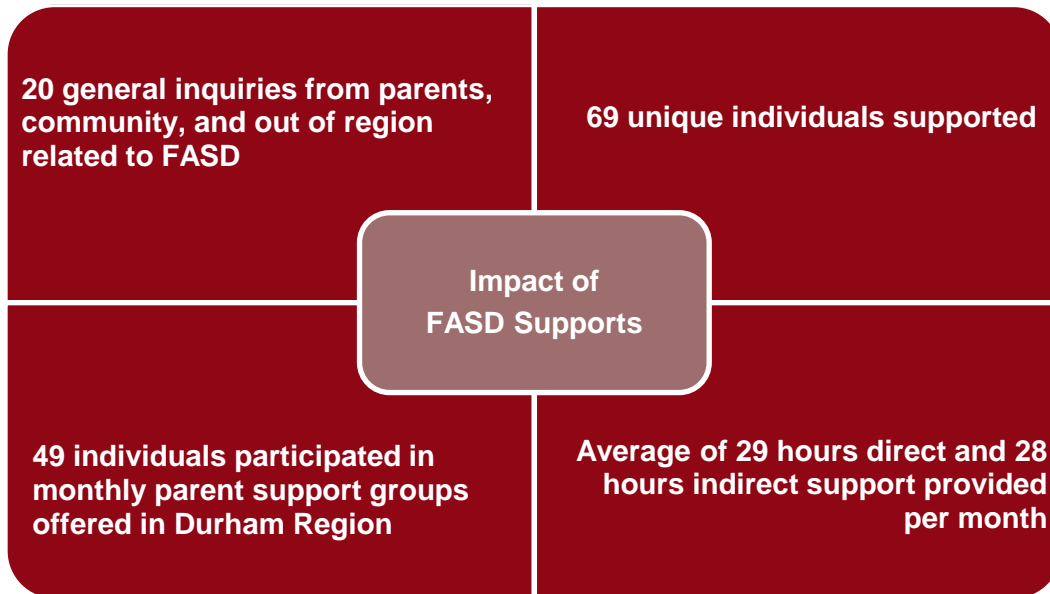 20 general inquiries from parents,
community, and out of region
related to FASD
69 unique individuals supported
Impact of
FASD Supports
49 individuals participated in
monthly parent support groups
offered in Durham Region
Average of 29 hours direct and 28
hours indirect support provided
per month